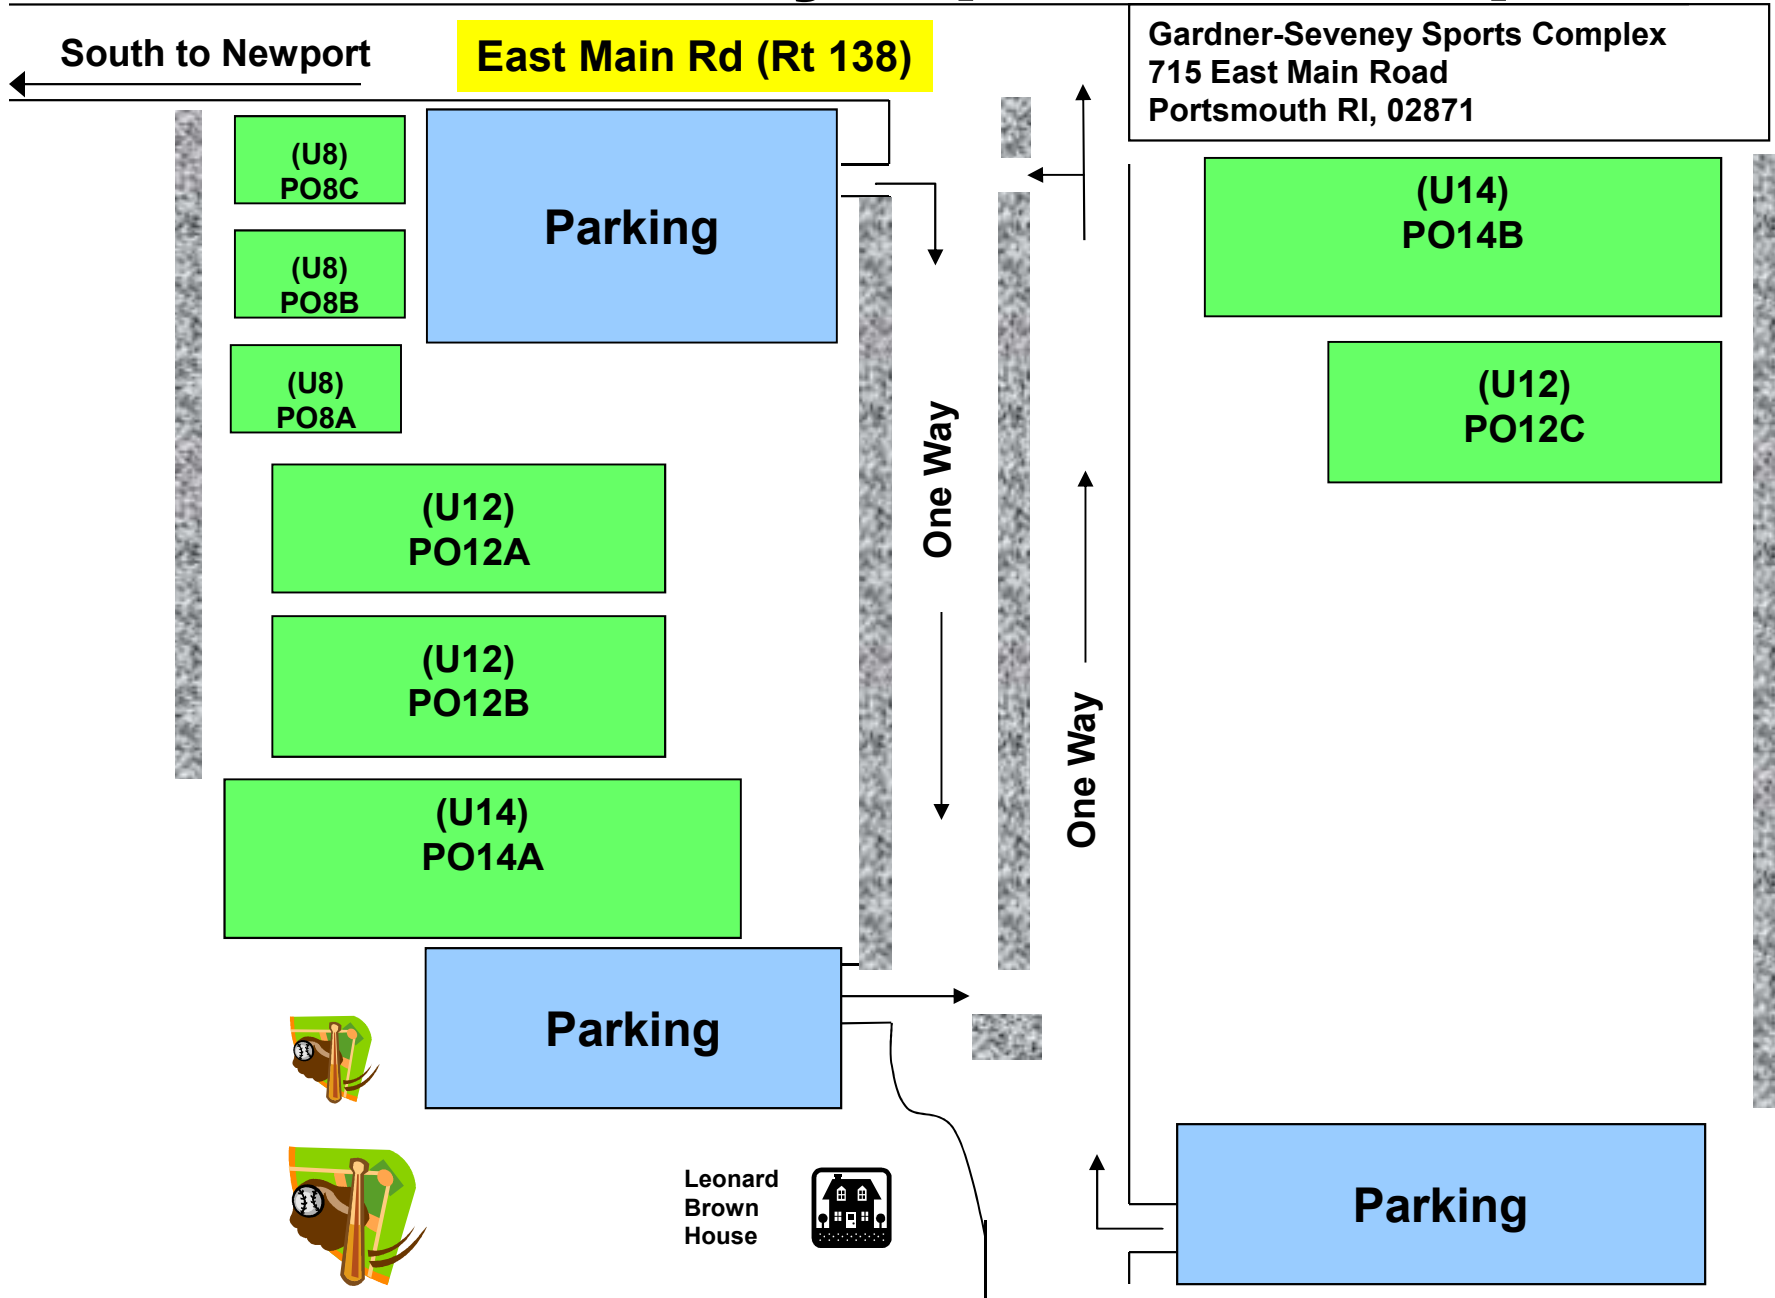 South to Newport
East Main Rd (Rt 138)
Gardner-Seveney Sports Complex
715 East Main Road
Portsmouth RI, 02871
(U8)
PO8C
Parking
(U14)
PO14B
(U8)
PO8B
(U8)
PO8A
(U12)
PO12C
One Way
(U12)
PO12A
(U12)
PO12B
One Way
(U14)
PO14A
Parking
Leonard
Brown
House
Parking